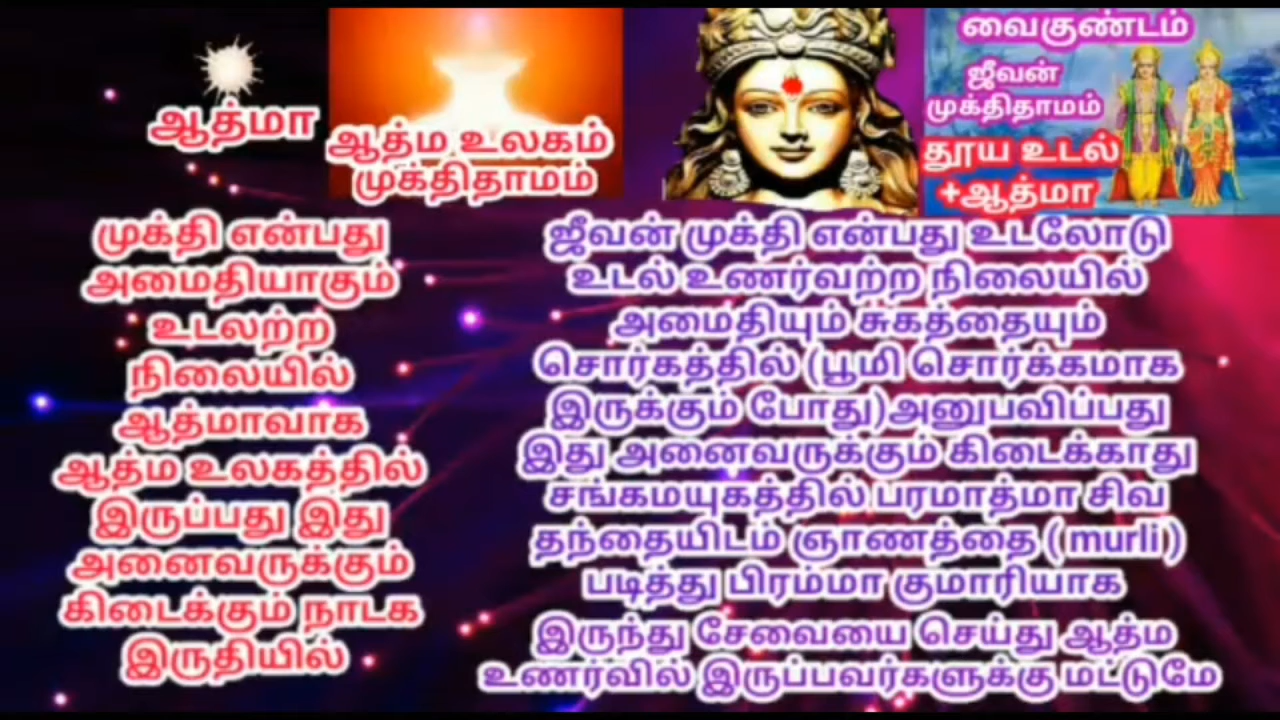 ஆத்மா
ஆத்ம உலகம்
முக்திதாமம்
வைகுண்டம்
ஜீவன்
முக்திதாமம்
தூய உடல்
+ஆத்மா
முக்தி என்பது
அமைதியாகும்
உடலற்ற
நிலையில்
ஆத்மாவாக
ஆத்ம உலகத்தில்
இருப்பது இது
அனைவருக்கும்
கிடைக்கும் நாடக
இருதியில்
ஜீவன் முக்தி என்பது உடலோடு
உடல் உணர்வற்ற நிலையில்
அமைதியும் சுகத்தையும்
சொர்கத்தில் (பூமி சொர்க்கமாக
இருக்கும் போது)அனுபவிப்பது
இது அனைவருக்கும் கிடைக்காது
சங்கமயுகத்தில் பரமாத்மா சிவ
தந்தையிடம் ஞாணத்தை ( murli )
படித்து பிரம்மா குமாரியாக
இருந்து சேவையை செய்து ஆத்ம
உணர்வில் இருப்பவர்களுக்கு மட்டுமே